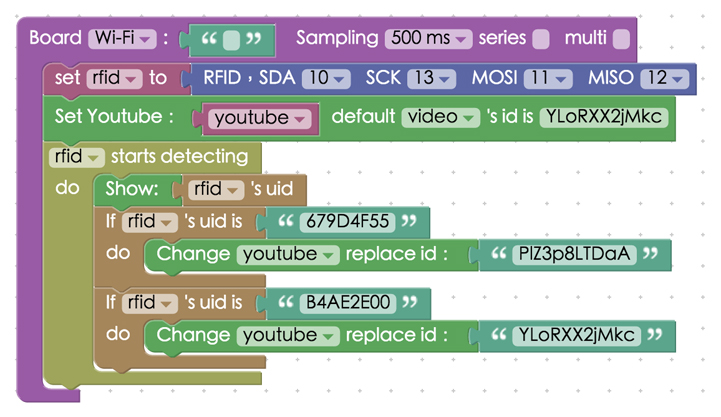 Board Wi-Fi : “ ” Sampling 500 ms series multi
set rfid to RFID，SDA 10 SCK 13 MOSI 11 MISO 12
Set Youtube : youtube default video 's id is YLoRXX2jMkc
rfid starts detecting
do Show: rfid 's uid
If rfid 's uid is “ 679D4F55 ”
do Change youtube replace id : “ PlZ3p8LTDaA ”
If rfid 's uid is “ B4AE2E00 ”
do Change youtube replace id : “ YLoRXX2jMkc ”